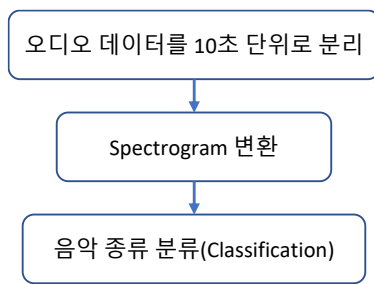 오디오 데이터를 10초 단위로 분리
Spectrogram 변환
음악 종류 분류(Classification)